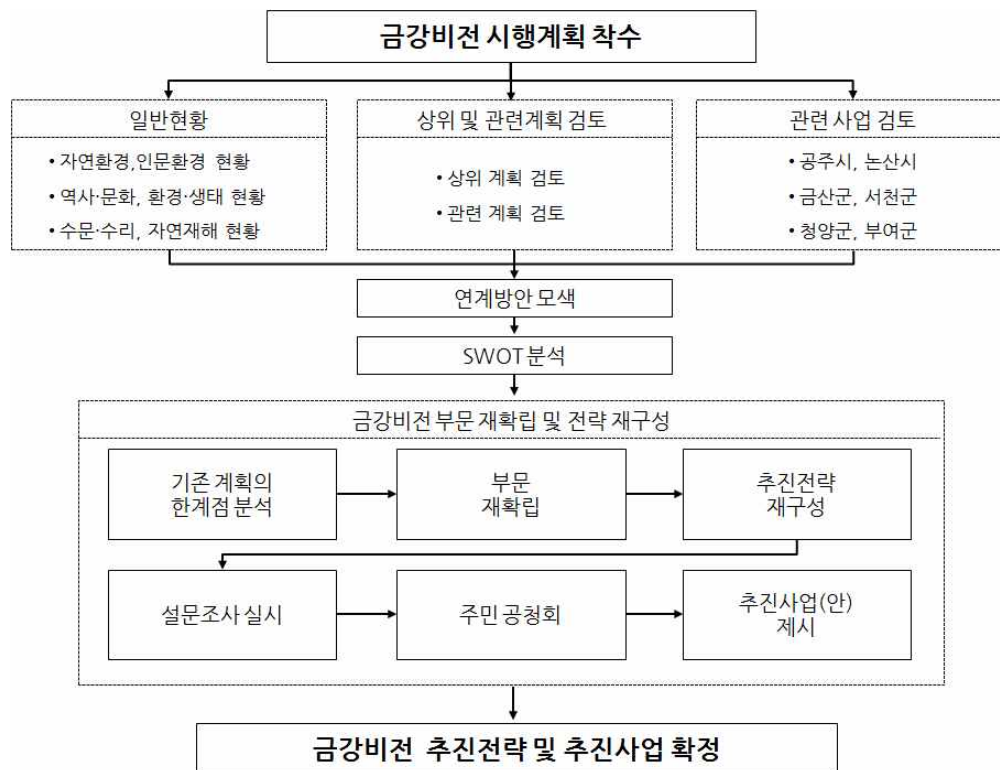 금강비전 시행계획 착수
일반현황
• 자연환경,인문환경 현황
• 역사·문화, 환경·생태 현황
• 수문·수리, 자연재해 현황
상위 및 관련계획 검토
• 상위 계획 검토
• 관련 계획 검토
관련 사업 검토
• 공주시, 논산시
• 금산군, 서천군
• 청양군, 부여군
연계방안 모색
SWOT 분석
금강비전 부문 재확립 및 전략 재구성
기존 계획의
한계점 분석
부문
재확립
추진전략
재구성
설문조사 실시
주민 공청회
추진사업(안)
제시
금강비전 추진전략 및 추진사업 확정